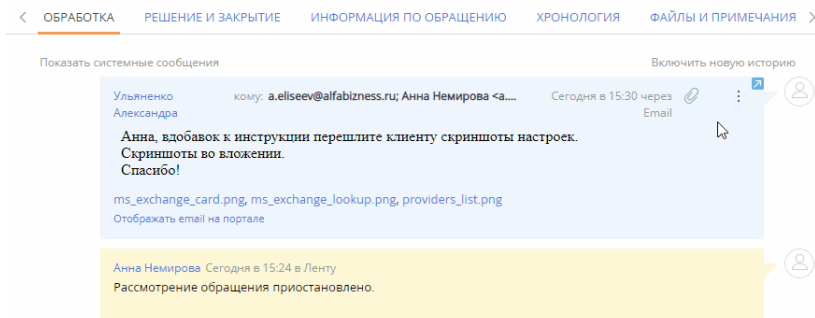 ОБРАБОТКА РЕШЕНИЕ И ЗАКРЫТИЕ ИНФОРМАЦИЯ ПО ОБРАЩЕНИЮ ХРОНОЛОГИЯ ФАЙЛЫ И ПРИМЕЧАНИЯ
Показать системные сообщения Включить новую историю
Ульяненко Александра
кому: a.eliseev@alfabizness.ru; Анна Немирова <a....
Сегодня в 15:30 через Email
Анна, вдобавок к инструкции перешлите клиенту скриншоты настроек.
Скриншоты во вложении.
Спасибо!
ms_exchange_card.png, ms_exchange_lookup.png, providers_list.png
Отображать email на портале
Анна Немирова Сегодня в 15:24 в Ленту
Рассмотрение обращения приостановлено.